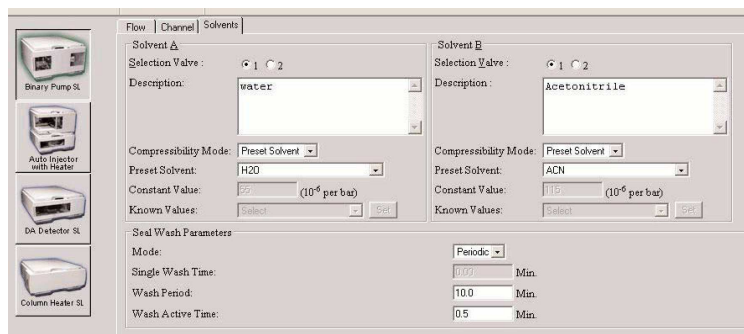 Flow Channel Solvents
Binary Pump SL
Auto Injector
with Heater
DA Detector SL
Column Heater SL
Solvent A
Selection Valve : 1 2
Description: water
Compressibility Mode: Preset Solvent
Preset Solvent: H2O
Constant Value: 56 (10-6 per bar)
Known Values: Select Set
Solvent B
Selection Valve : 1 2
Description : Acetonitrile
Compressibility Mode: Preset Solvent
Preset Solvent: ACN
Constant Value: 115 (10-6 per bar)
Known Values: Select Set
Seal Wash Parameters
Mode: Periodic
Single Wash Time: 0.00 Min.
Wash Period: 10.0 Min.
Wash Active Time: 0.5 Min.